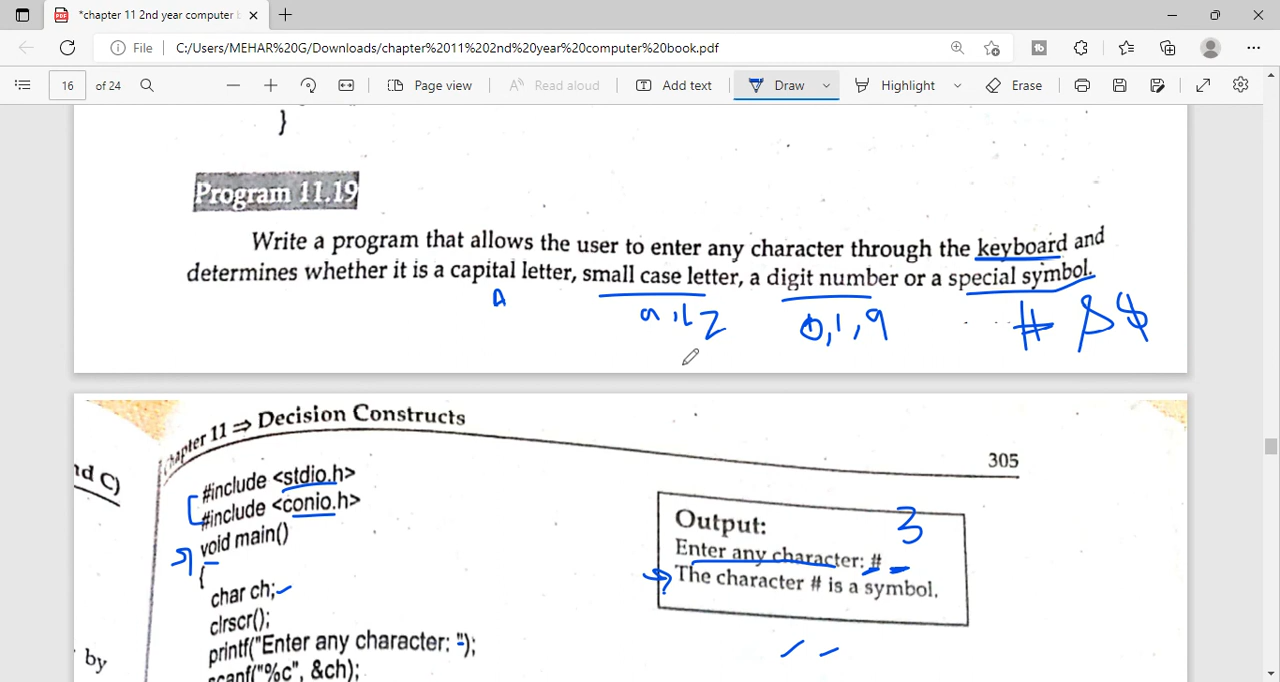 *chapter 11 2nd year computer
File
C:/Users/MEHAR%20G/Downloads/chapter%2011%202nd%20year%20computer%20book.pdf
16 of 24
Page view
Read aloud
Add text
Draw
Highlight
Erase
}
Program 11.19
Write a program that allows the user to enter any character through the keyboard and
determines whether it is a capital letter, small case letter, a digit number or a special symbol.
A
0,1,9
#
$
Chapter 11 ⇒ Decision Constructs
305
nd C)
#include <stdio.h>
#include <conio.h>
void main()
{
char ch;
clrscr();
printf("Enter any character: ");
scanf("%c", &ch);
by
Output:
3
Enter any character: #
The character # is a symbol.